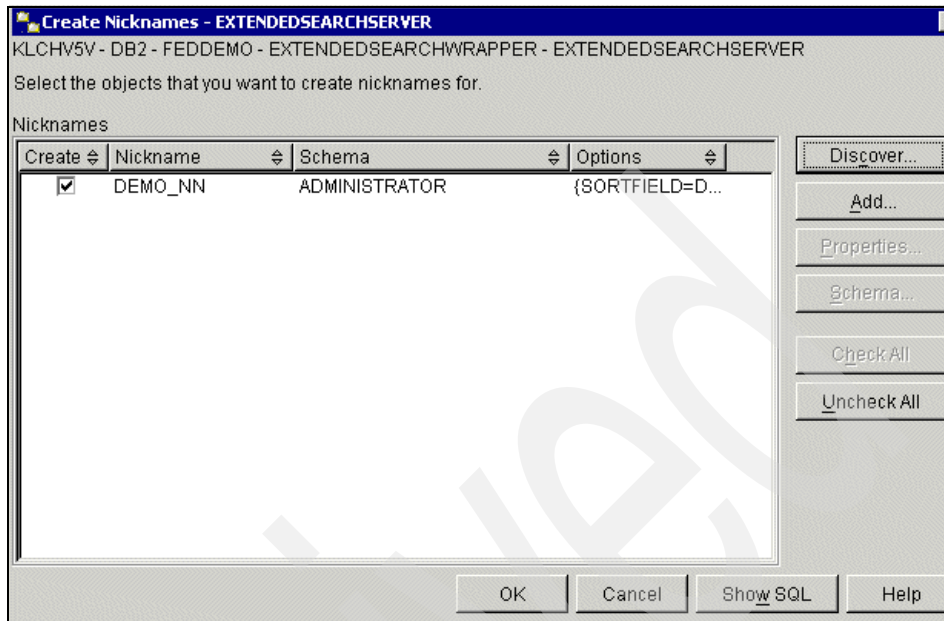 Create Nicknames - EXTENDEDSEARCHSERVER
KLCHV5V - DB2 - FEDDEMO - EXTENDEDSEARCHWRAPPER - EXTENDEDSEARCHSERVER
Select the objects that you want to create nicknames for.
Nicknames
Create Nickname Schema Options
DEMO_NN ADMINISTRATOR {SORTFIELD=D...
Discover...
Add...
Properties...
Schema...
Check All
Uncheck All
OK Cancel Show SQL Help